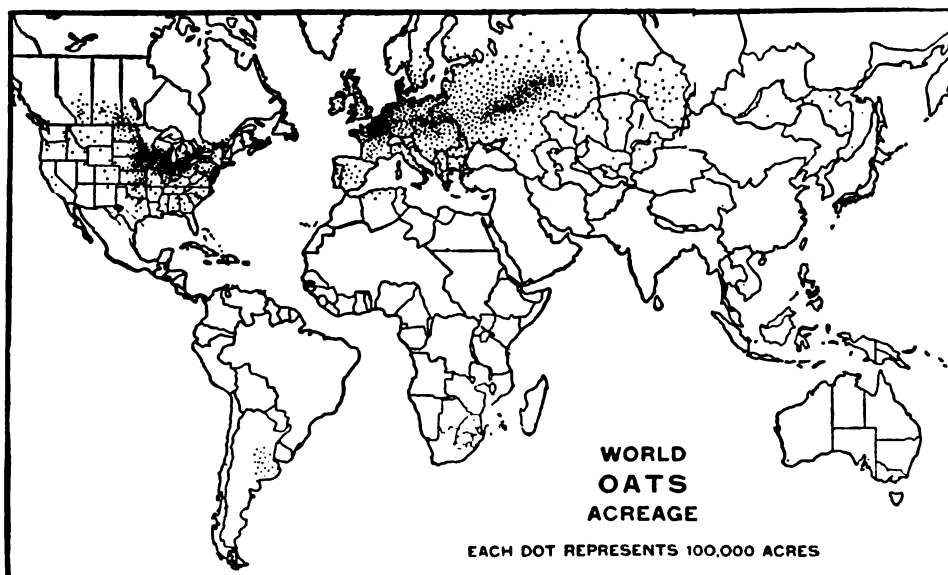 WORLD
OATS
ACREAGE
EACH DOT REPRESENTS 100,000 ACRES